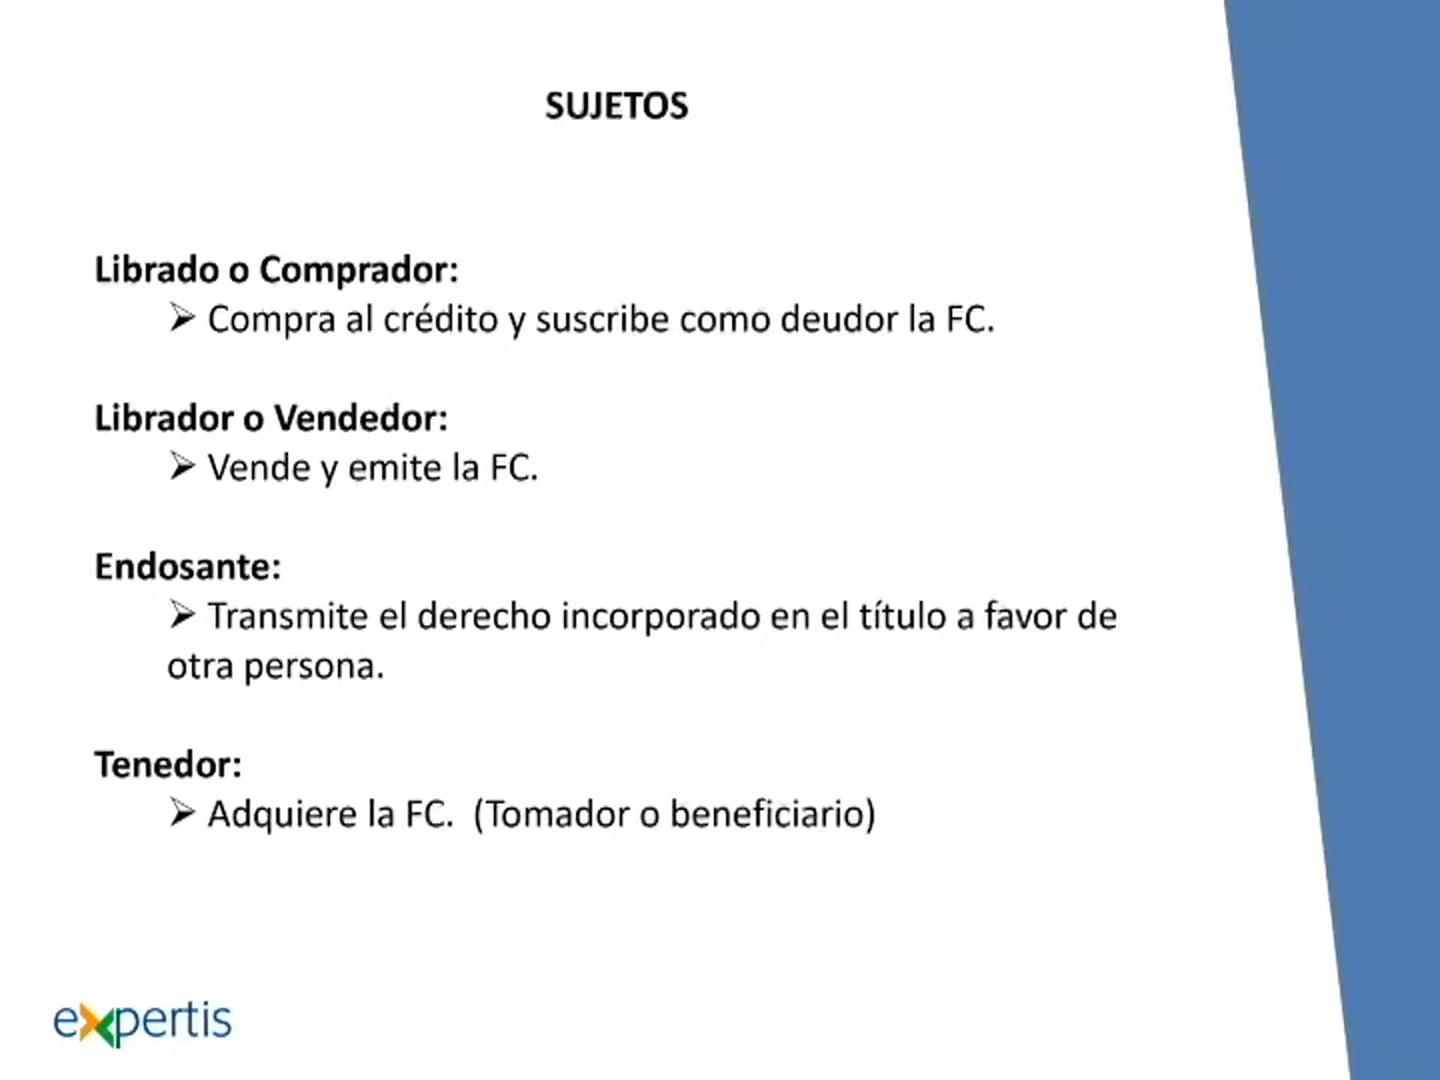 SUJETOS
Librado o Comprador:
➢ Compra al crédito y suscribe como deudor la FC.
Librador o Vendedor:
➢ Vende y emite la FC.
Endosante:
➢ Transmite el derecho incorporado en el título a favor de
otra persona.
Tenedor:
➢ Adquiere la FC. (Tomador o beneficiario)
expertis